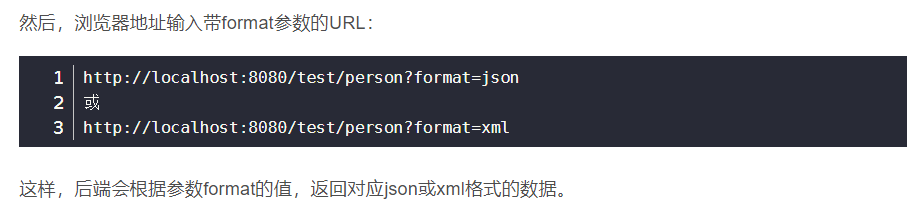 然后，浏览器地址输入带format参数的URL：
1 http://localhost:8080/test/person?format=json
2 或
3 http://localhost:8080/test/person?format=xml
这样，后端会根据参数format的值，返回对应json或xml格式的数据。